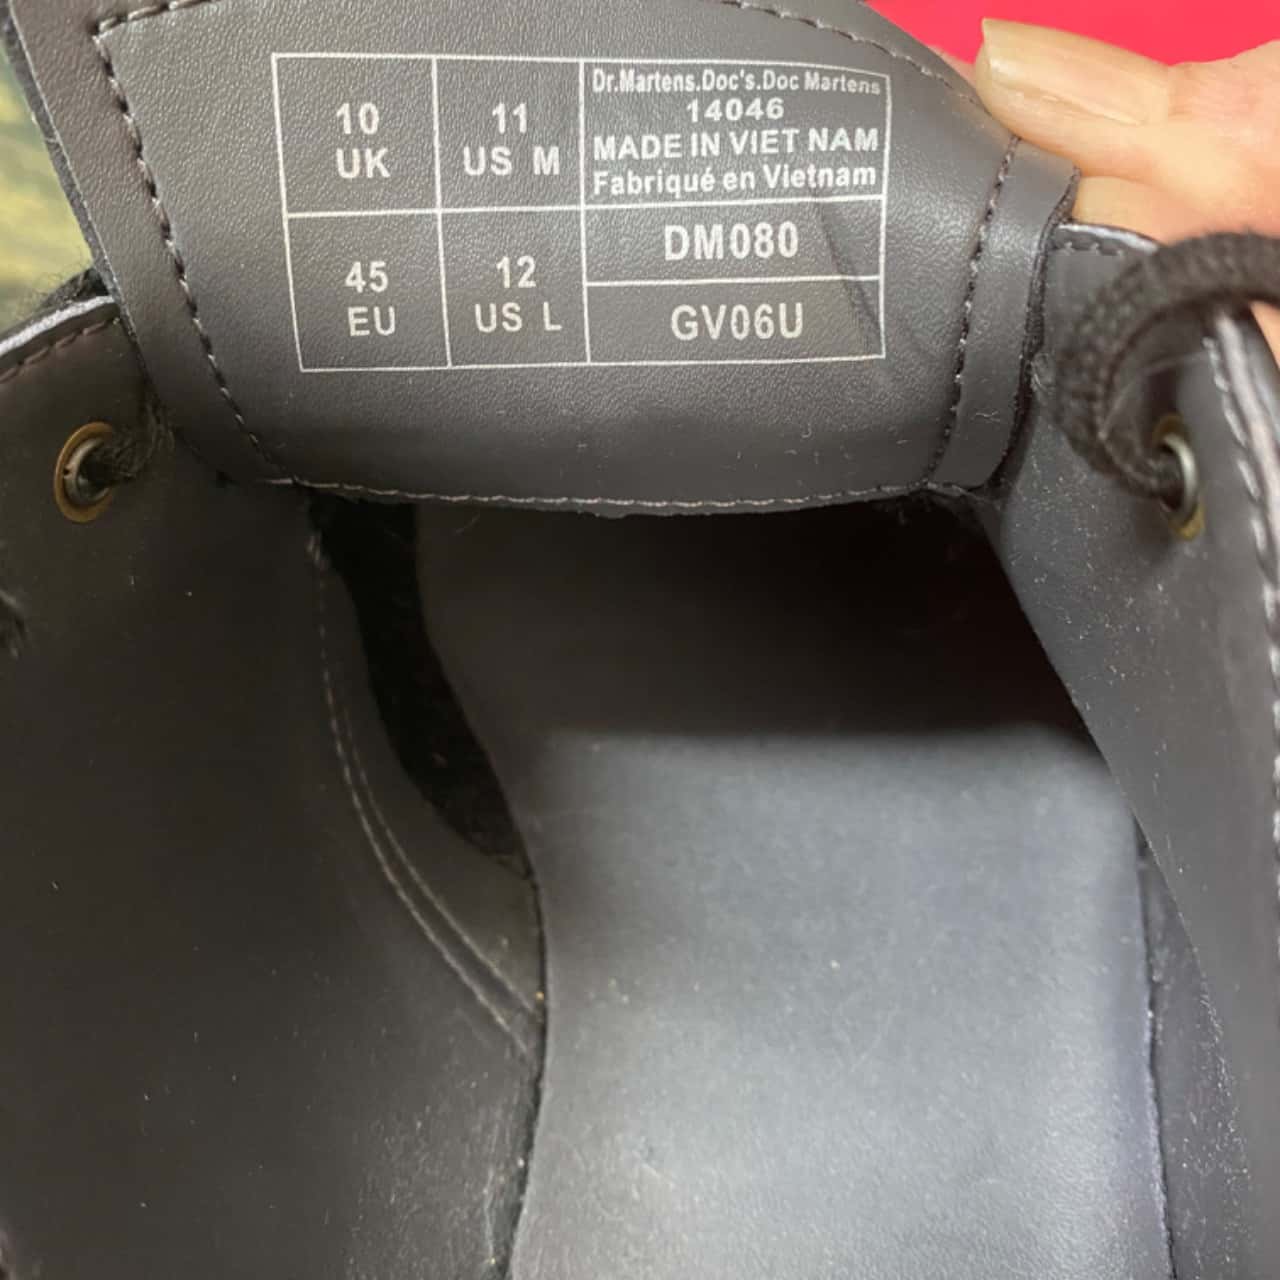 10
UK
11
US M
Dr.Martens.Doc's.Doc Martens
14046
MADE IN VIET NAM
Fabriqué en Vietnam
45
EU
12
US L
DM080
GV06U